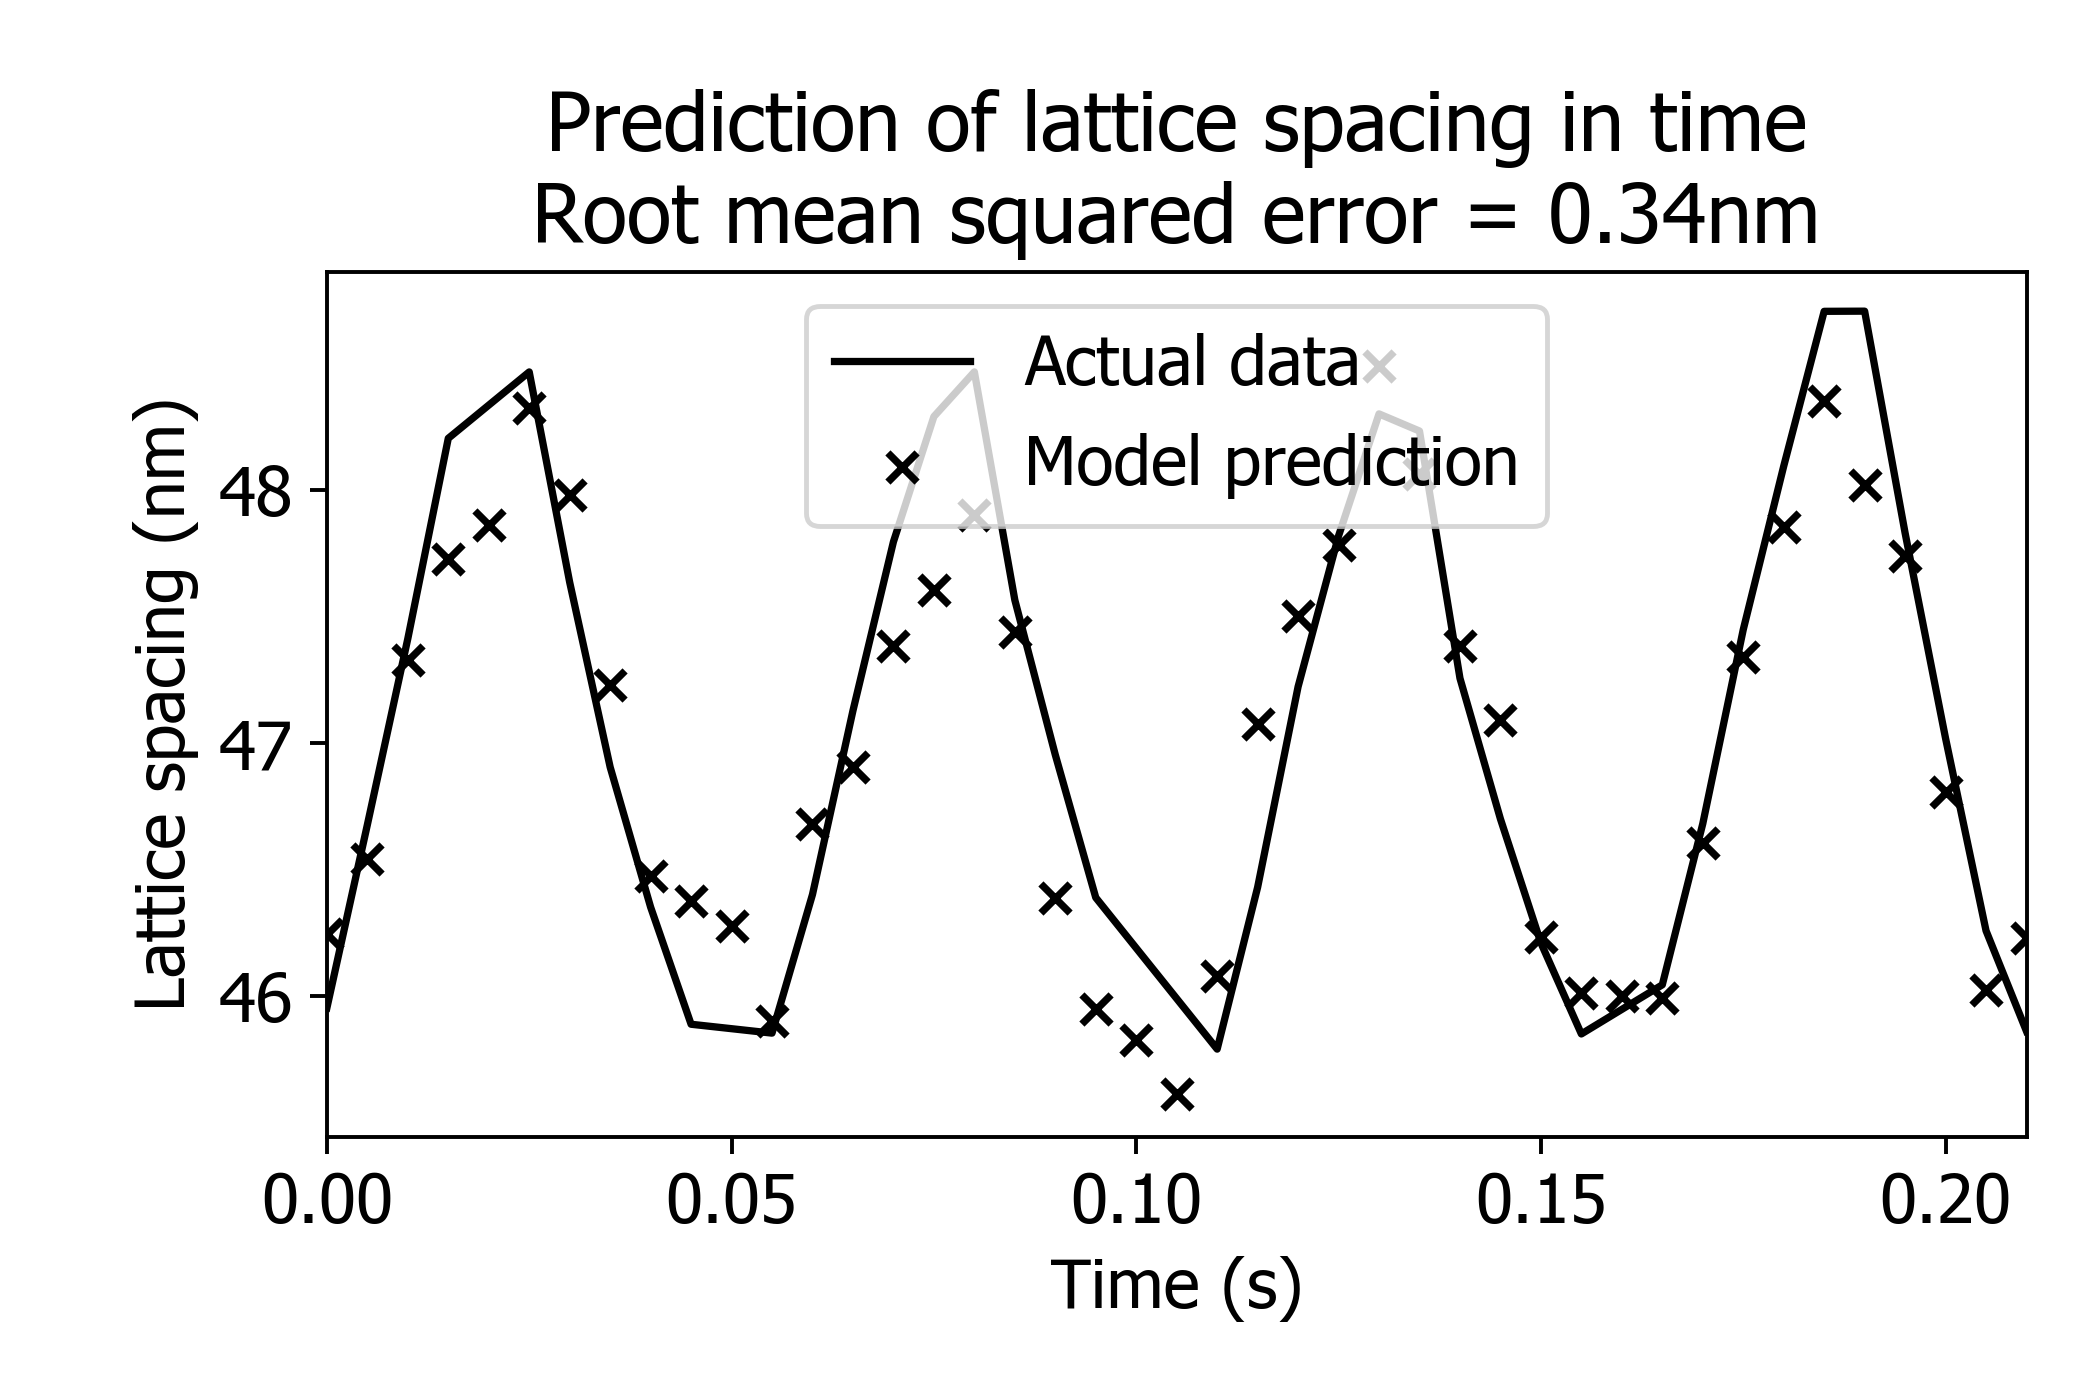 Prediction of lattice spacing in time
Root mean squared error = 0.34nm
Actual data
Model prediction
Lattice spacing (nm)
48
47
46
0.00 0.05 0.10 0.15 0.20
Time (s)